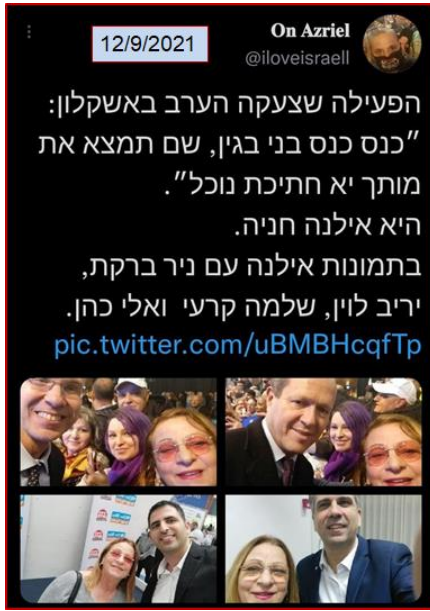 12/9/2021
On Azriel
@iloveisraell
הפעילה שצעקה הערב באשקלון:
״כנס כנס בני בגין, שם תמצא את
מותך יא חתיכת נוכל״.
היא אילנה חניה.
בתמונות אילנה עם ניר ברקת,
יריב לוין, שלמה קרעי ואלי כהן.
pic.twitter.com/uBMBHcqfTp